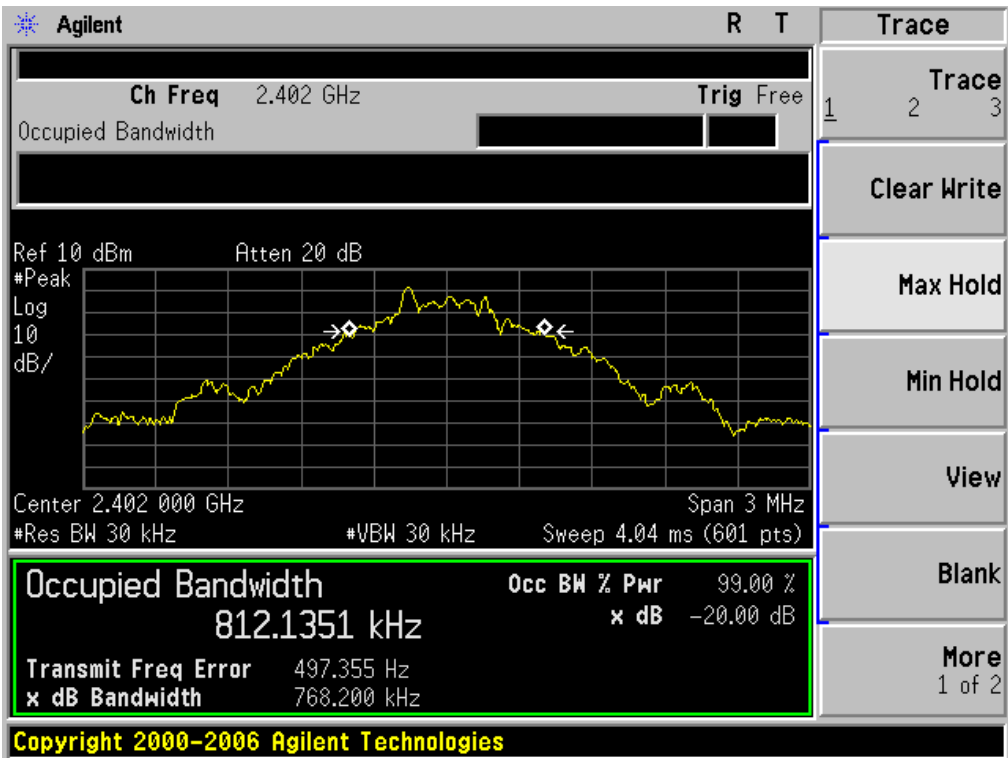 Agilent R T Trace
Ch Freq 2.402 GHz Trig Free
Occupied Bandwidth
Trace
1 2 3
Clear Write
Ref 10 dBm Atten 20 dB
#Peak
Log
10
dB/
Max Hold
Min Hold
View
Center 2.402 000 GHz Span 3 MHz
#Res BW 30 kHz #VBW 30 kHz Sweep 4.04 ms (601 pts)
Occupied Bandwidth
812.1351 kHz
Occ BW % Pwr 99.00 %
x dB -20.00 dB
Blank
Transmit Freq Error 497.355 Hz
x dB Bandwidth 768.200 kHz
More
1 of 2
Copyright 2000-2006 Agilent Technologies